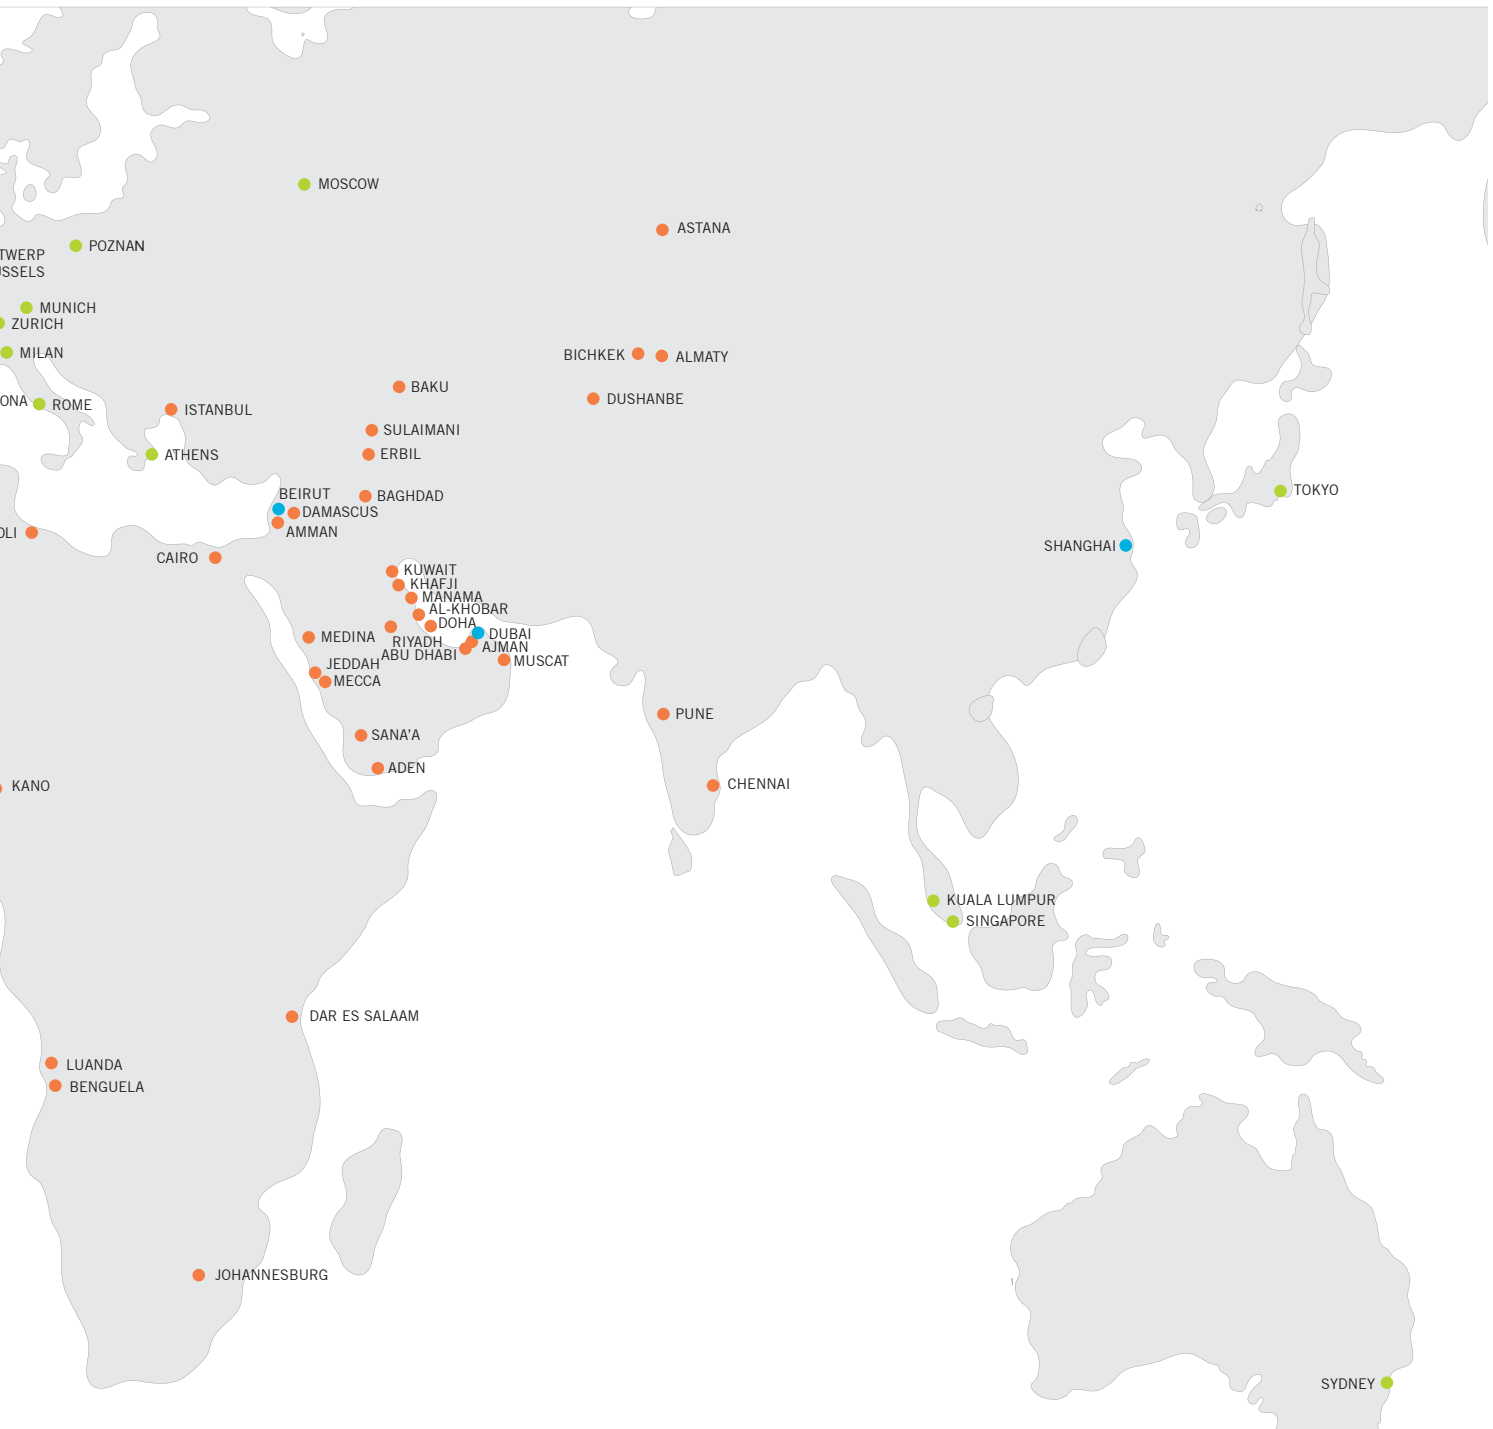 MOSCOW
ASTANA
POZNAN
TWERP
SSELS
MUNICH
ZURICH
MILAN
BICHKEK
ALMATY
BAKU
DUSHANBE
ONA
ROME
ISTANBUL
SULAIMANI
ATHENS
ERBIL
TOKYO
BEIRUT
BAGHDAD
DAMASCUS
AMMAN
OLI
SHANGHAI
CAIRO
KUWAIT
KHAFJI
MANAMA
AL-KHOBAR
DOHA
DUBAI
MEDINA
RIYADH
AJMAN
ABU DHABI
MUSCAT
JEDDAH
MECCA
PUNE
SANA'A
ADEN
KANO
CHENNAI
KUALA LUMPUR
SINGAPORE
DAR ES SALAAM
LUANDA
BENGUELA
JOHANNESBURG
SYDNEY